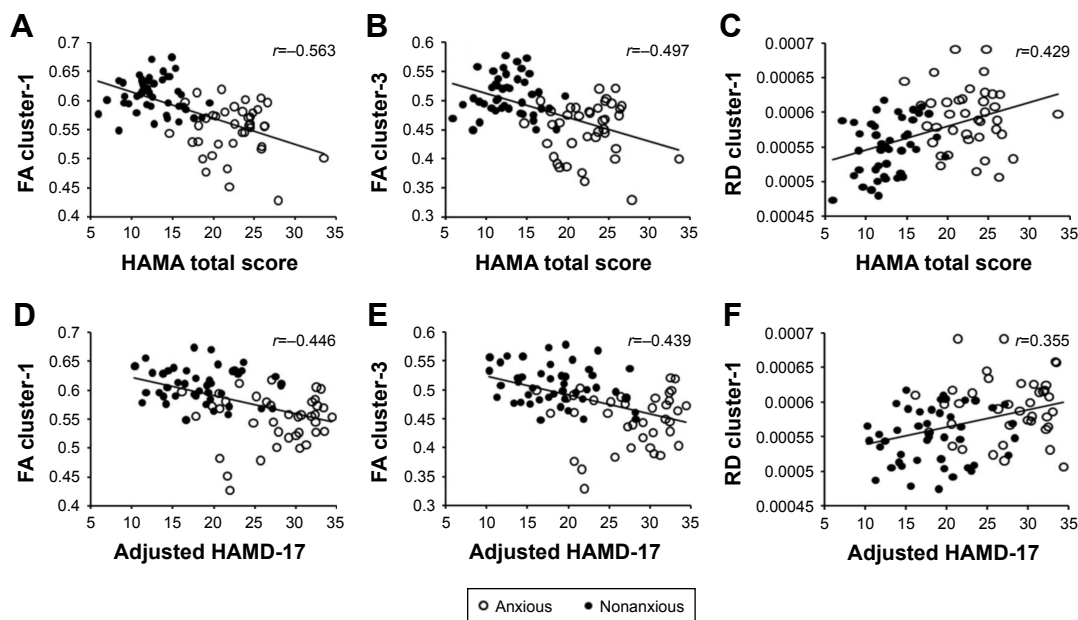 A
FA cluster-1
0.7
0.65
0.6
0.55
0.5
0.45
0.4
5 10 15 20 25 30 35
HAMA total score
r=–0.563
B
FA cluster-3
0.6
0.55
0.5
0.45
0.4
0.35
0.3
5 10 15 20 25 30 35
HAMA total score
r=–0.497
C
RD cluster-1
0.0007
0.00065
0.0006
0.00055
0.0005
0.00045
5 10 15 20 25 30 35
HAMA total score
r=0.429
D
FA cluster-1
0.7
0.65
0.6
0.55
0.5
0.45
0.4
5 10 15 20 25 30 35
Adjusted HAMD-17
r=–0.446
E
FA cluster-3
0.6
0.55
0.5
0.45
0.4
0.35
0.3
5 10 15 20 25 30 35
Adjusted HAMD-17
r=–0.439
F
RD cluster-1
0.0007
0.00065
0.0006
0.00055
0.0005
0.00045
5 10 15 20 25 30 35
Adjusted HAMD-17
r=0.355
Anxious Nonanxious